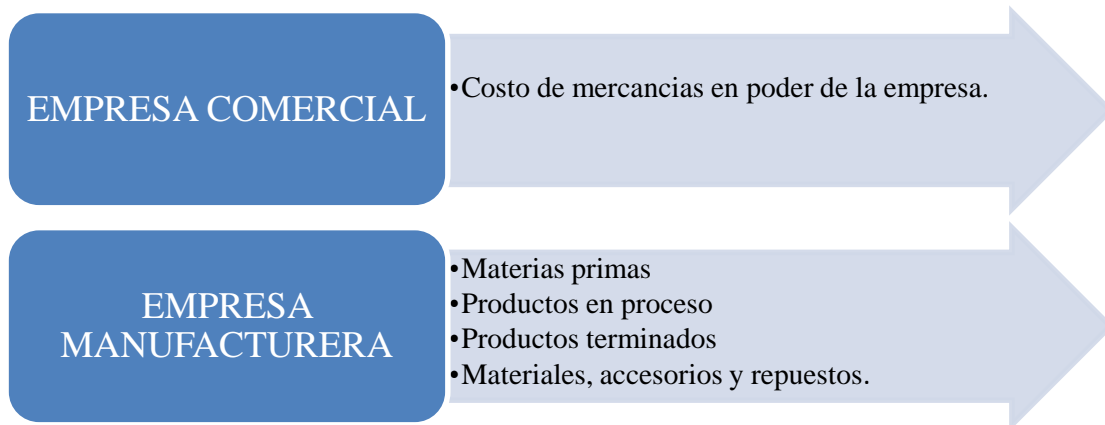 EMPRESA COMERCIAL
•Costo de mercancias en poder de la empresa.
EMPRESA
MANUFACTURERA
•Materias primas
•Productos en proceso
•Productos terminados
•Materiales, accesorios y repuestos.